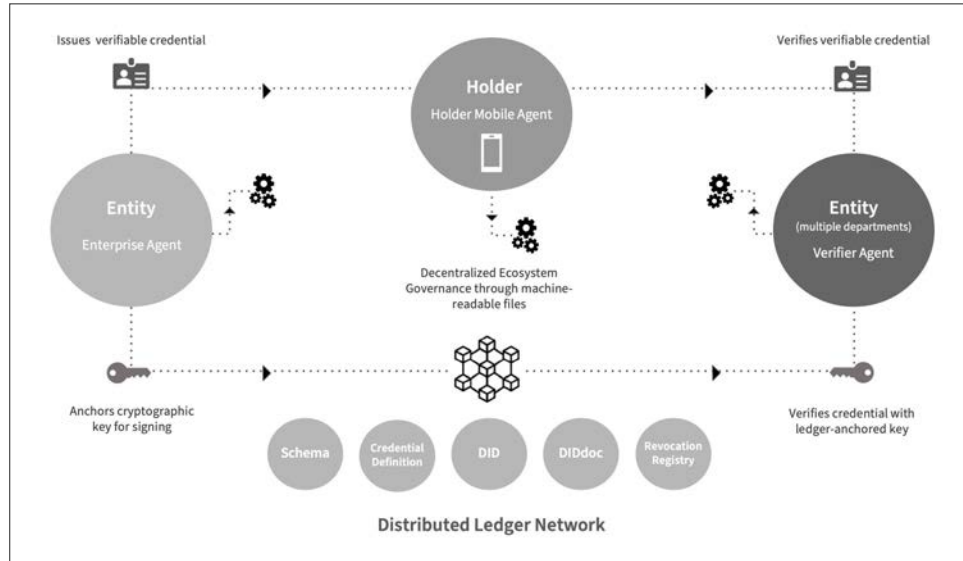 Issues verifiable credential
Verifies verifiable credential
Holder
Holder Mobile Agent
Entity
Enterprise Agent
Entity
(multiple departments)
Verifier Agent
Decentralized Ecosystem
Governance through machine-
readable files
Anchors cryptographic
key for signing
Verifies credential with
ledger-anchored key
Schema
Credential
Definition
DID
DIDdoc
Revocation
Registry
Distributed Ledger Network